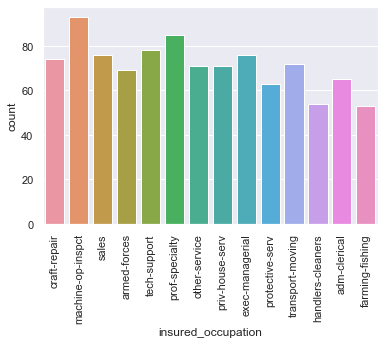 80
60
40
20
0
count
craft-repair
machine-op-inspct
sales
armed-forces
tech-support
prof-specialty
other-service
priv-house-serv
exec-managerial
protective-serv
transport-moving
handlers-cleaners
adm-clerical
farming-fishing
insured_occupation